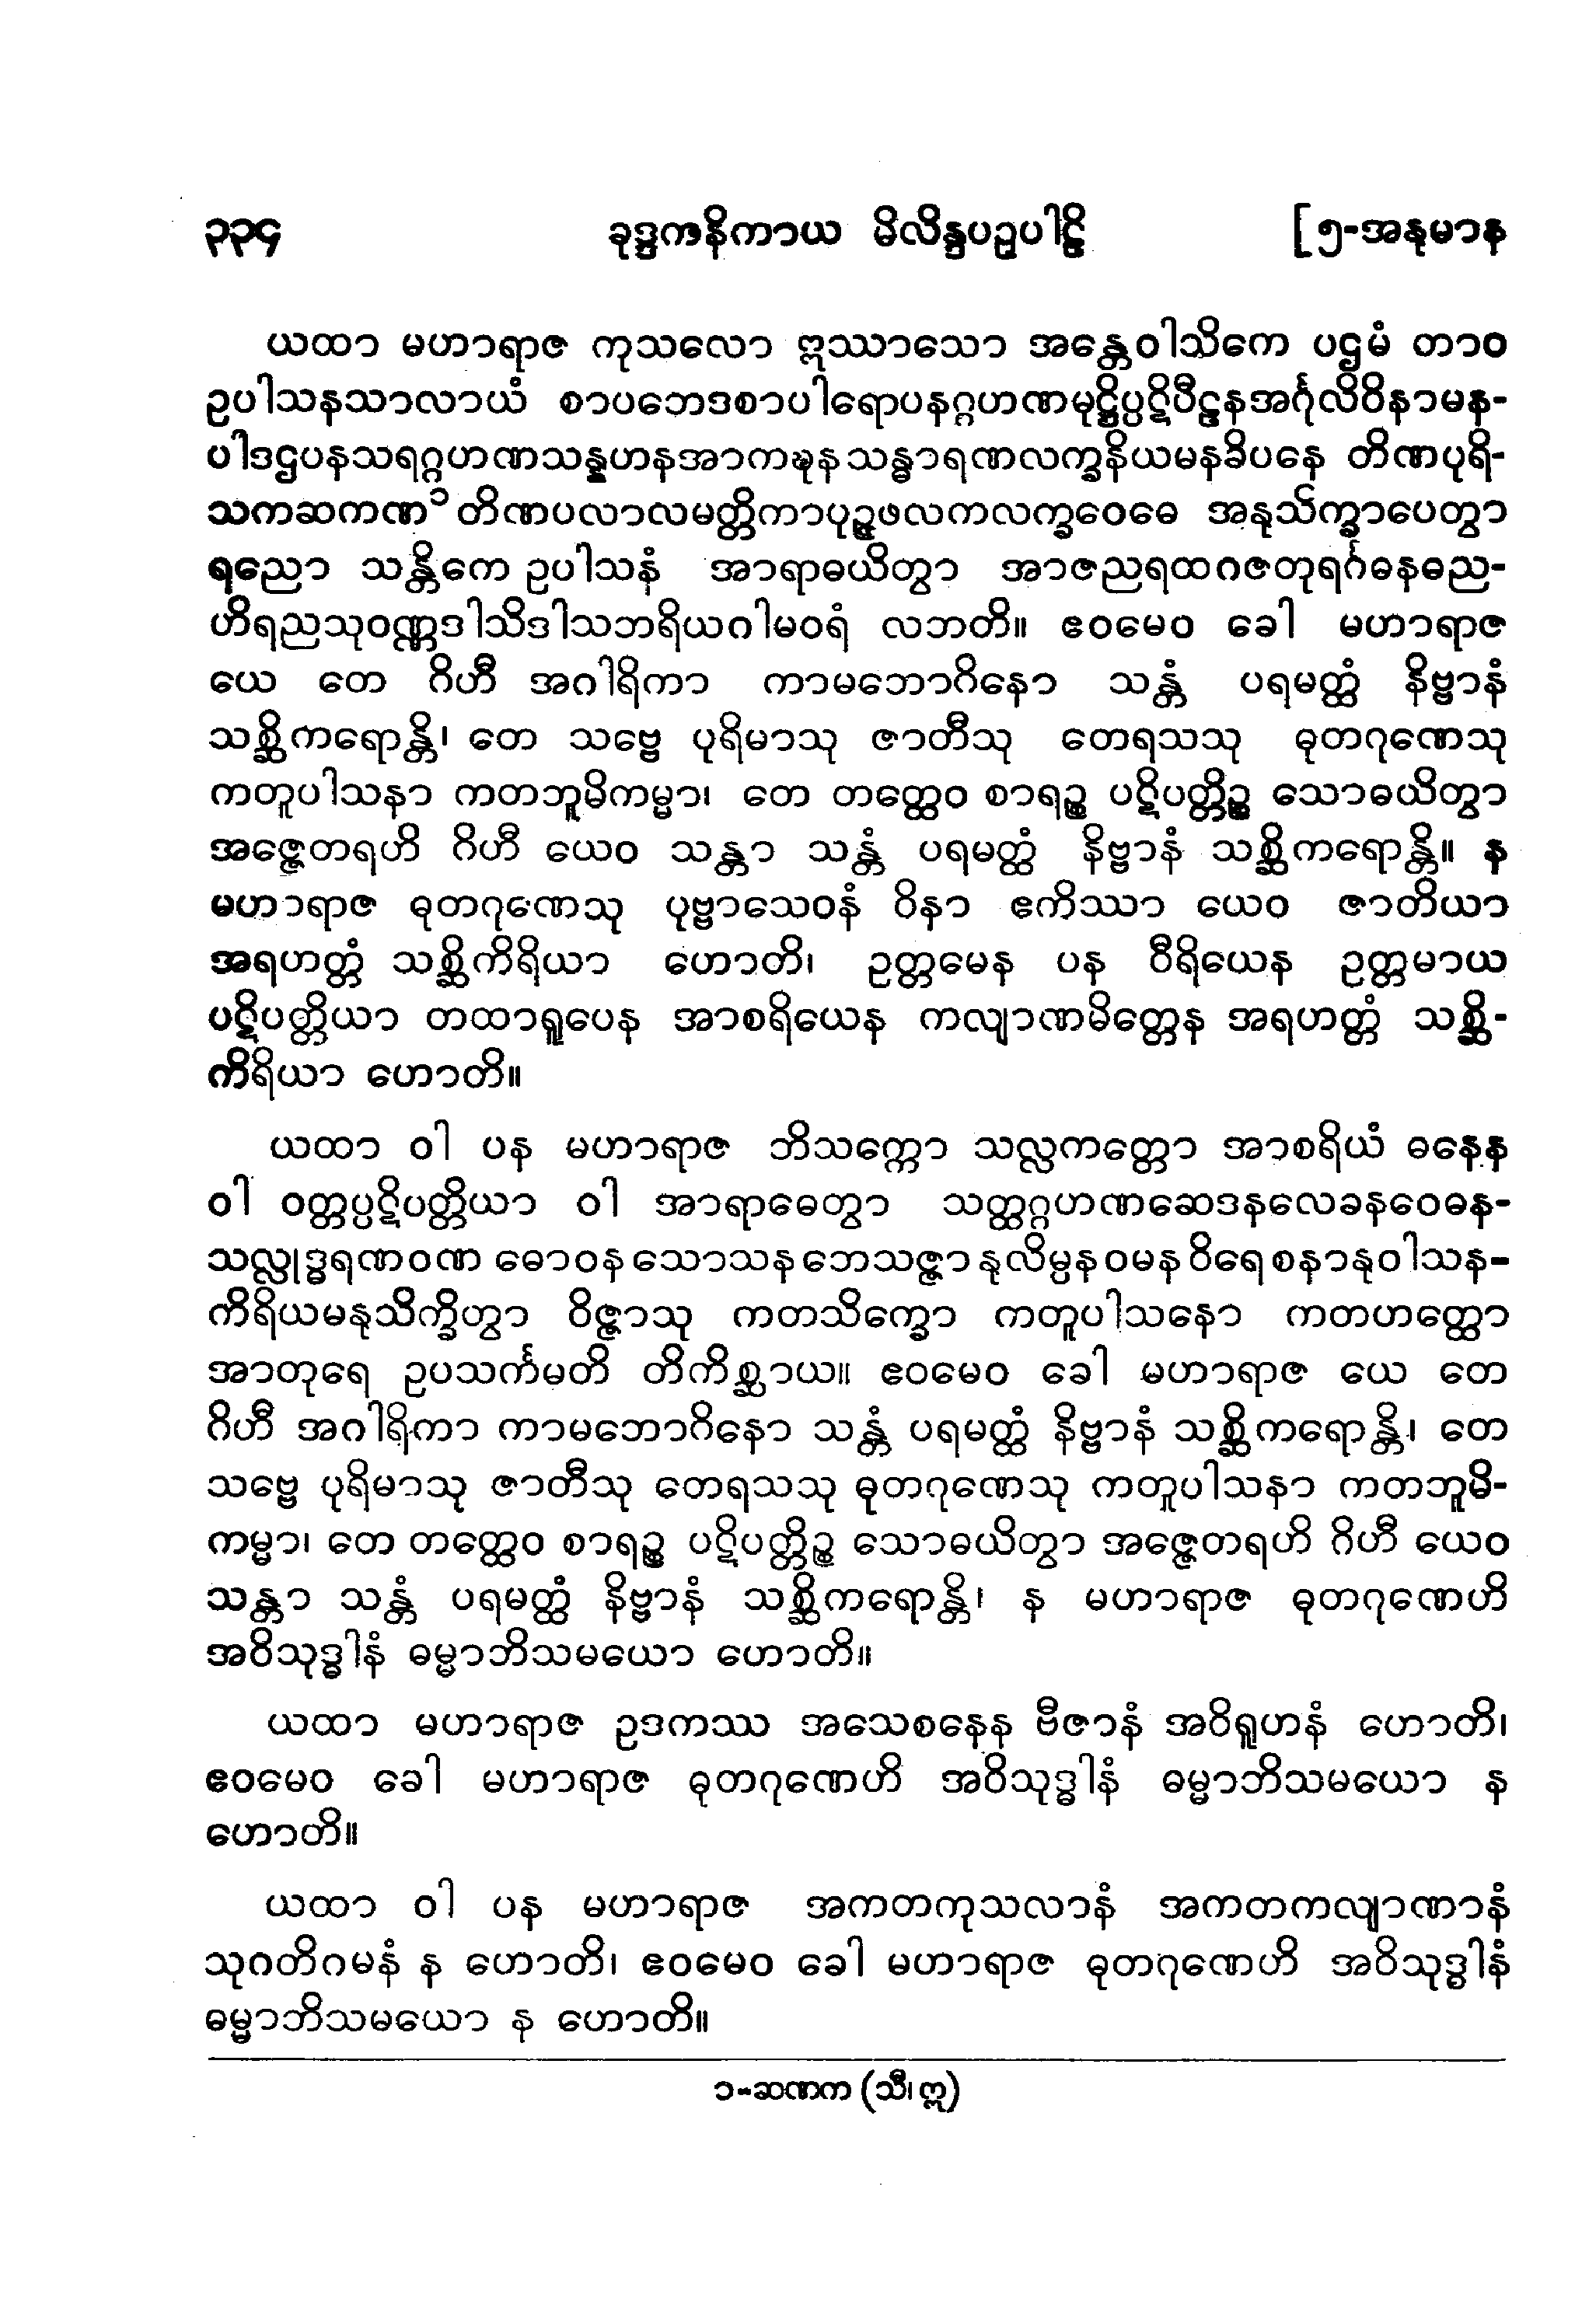 ၃၃၄ ခုဒ္ဒကနိကာယ မိလိန္ဒပဥှပါဠိ [၅-အနုမာန
ယထာ မဟာရာဇ ကုသလော ဣဿာသော အန္တေဝါသိကေ ပဌမံ တာဝ
ဥပါသနသာလာယံ စာပဘေဒစာပါရောပနဂ္ဂဟဏမုဋ္ဌိပ္ပဋိပီဠနအင်္ဂုလိဝိနာမန-
ပါဒဌပနသရဂ္ဂဟဏသန္နဟနအာကဍ္ဎနသန္ဓာရဏလက္ခနိယမနခိပနေ တိဏပုရိ-
သကဆကဏ၁ တိဏပလာလမတ္တိကာပုဉ္ဇဖလကလက္ခဝေဓေ အနုသိက္ခာပေတွာ
ရညော သန္တိကေ ဥပါသနံ အာရာဓယိတွာ အာဇညရထဂဇတုရင်္ဂဓနဓည-
ဟိရညသုဝဏ္ဏဒါသိဒါသဘရိယဂါမဝရံ လဘတိ။ ဧဝမေဝ ခေါ မဟာရာဇ
ယေ တေ ဂိဟီ အဂါရိကာ ကာမဘောဂိနော သန္တံ ပရမတ္ထံ နိဗ္ဗာနံ
သစ္ဆိကရောန္တိ၊ တေ သဗ္ဗေ ပုရိမာသု ဇာတီသု တေရသသု ဓုတဂုဏေသု
ကတူပါသနာ ကတဘူမိကမ္မာ၊ တေ တတ္ထေဝ စာရဉ္စ ပဋိပတ္တိဉ္စ သောဓယိတွာ
အဇ္ဇေတရဟိ ဂိဟီ ယေဝ သန္တာ သန္တံ ပရမတ္ထံ နိဗ္ဗာနံ သစ္ဆိကရောန္တိ။ န
မဟာရာဇ ဓုတဂုဏေသု ပုဗ္ဗာသေဝနံ ဝိနာ ဧကိဿာ ယေဝ ဇာတိယာ
အရဟတ္တံ သစ္ဆိကိရိယာ ဟောတိ၊ ဥတ္တမေန ပန ဝီရိယေန ဥတ္တမာယ
ပဋိပတ္တိယာ တထာရူပေန အာစရိယေန ကလျာဏမိတ္တေန အရဟတ္တံ သစ္ဆိ-
ကိရိယာ ဟောတိ။
ယထာ ဝါ ပန မဟာရာဇ ဘိသက္ကော သလ္လကတ္တော အာစရိယံ ဓနေန
ဝါ ဝတ္တပ္ပဋိပတ္တိယာ ဝါ အာရာဓေတွာ သတ္ထဂ္ဂဟဏဆေဒနလေခနဝေဓန-
သလ္လုဒ္ဓရဏဝဏ ဓောဝနသောသနဘေသဇ္ဇာနုလိမ္ပနဝမနဝိရေစနာနုဝါသန-
ကိရိယမနုသိက္ခိတွာ ဝိဇ္ဇာသု ကတသိက္ခော ကတူပါသနော ကတဟတ္ထော
အာတုရေ ဥပသင်္ကမတိ တိကိစ္ဆာယ။ ဧဝမေဝ ခေါ မဟာရာဇ ယေ တေ
ဂိဟီ အဂါရိကာ ကာမဘောဂိနော သန္တံ ပရမတ္ထံ နိဗ္ဗာနံ သစ္ဆိကရောန္တိ၊ တေ
သဗ္ဗေ ပုရိမာသု ဇာတီသု တေရသသု ဓုတဂုဏေသု ကတူပါသနာ ကတဘူမိ-
ကမ္မာ၊ တေ တတ္ထေဝ စာရဉ္စ ပဋိပတ္တိဉ္စ သောဓယိတွာ အဇ္ဇေတရဟိ ဂိဟီ ယေဝ
သန္တာ သန္တံ ပရမတ္ထံ နိဗ္ဗာနံ သစ္ဆိကရောန္တိ၊ န မဟာရာဇ ဓုတဂုဏေဟိ
အဝိသုဒ္ဓါနံ ဓမ္မာဘိသမယော ဟောတိ။
ယထာ မဟာရာဇ ဥဒကဿ အသေစနေန ဗီဇာနံ အဝိရူဟနံ ဟောတိ၊
ဧဝမေဝ ခေါ မဟာရာဇ ဓုတဂုဏေဟိ အဝိသုဒ္ဓါနံ ဓမ္မာဘိသမယော န
ဟောတိ။
ယထာ ဝါ ပန မဟာရာဇ အကတကုသလာနံ အကတကလျာဏာနံ
သုဂတိဂမနံ န ဟောတိ၊ ဧဝမေဝ ခေါ မဟာရာဇ ဓုတဂုဏေဟိ အဝိသုဒ္ဓါနံ
ဓမ္မာဘိသမယော န ဟောတိ။
၁-ဆဏက (သီ၊ ဣ)